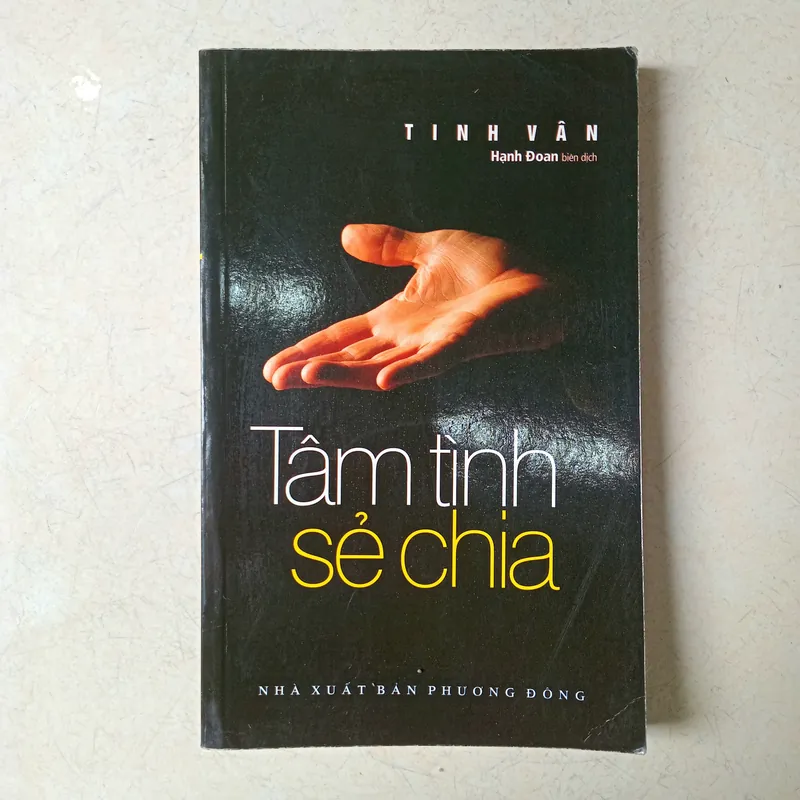 TINH VÂN
Hạnh Đoan biên dịch
Tâm tình
sẻ chia
NHÀ XUẤT BẢN PHƯƠNG ĐÔNG